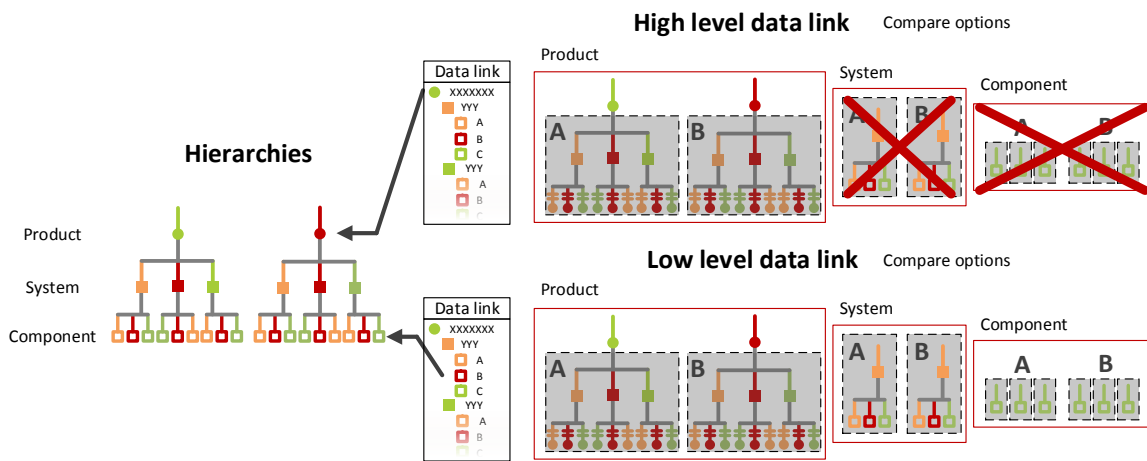 High level data link
Compare options
Product
System
Component
Data link
XXXXXXX
YYY
A
B
C
YYY
A
B
C
A
B
A
B
A
B
Hierarchies
Product
System
Component
Low level data link
Compare options
Product
System
Component
Data link
XXXXXXX
YYY
A
B
C
YYY
A
B
C
A
B
A
B
A
B